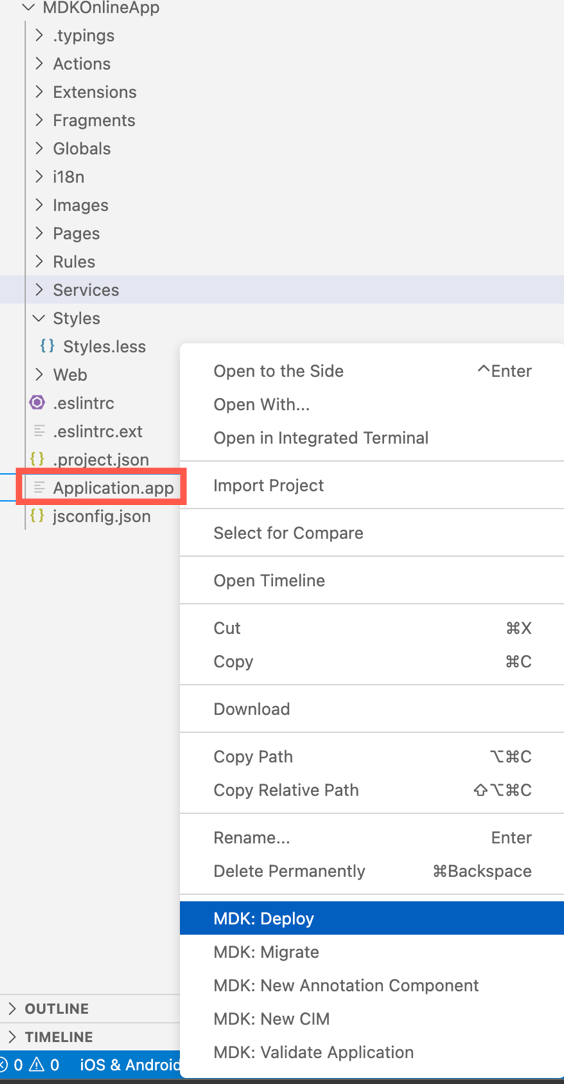 MDKOnlineApp
.typings
Actions
Extensions
Fragments
Globals
i18n
Images
Pages
Rules
Services
Styles
{} Styles.less
Web
.eslintrc
.eslintrc.ext
{} .project.json
Application.app
{} jsconfig.json
Open to the Side ^Enter
Open With...
Open in Integrated Terminal
Import Project
Select for Compare
Open Timeline
Cut ⌘X
Copy ⌘C
Download
Copy Path ⌥⌘C
Copy Relative Path ⇧⌥⌘C
Rename... Enter
Delete Permanently ⌘Backspace
MDK: Deploy
MDK: Migrate
MDK: New Annotation Component
MDK: New CIM
MDK: Validate Application
OUTLINE
TIMELINE
0 0 iOS & Android